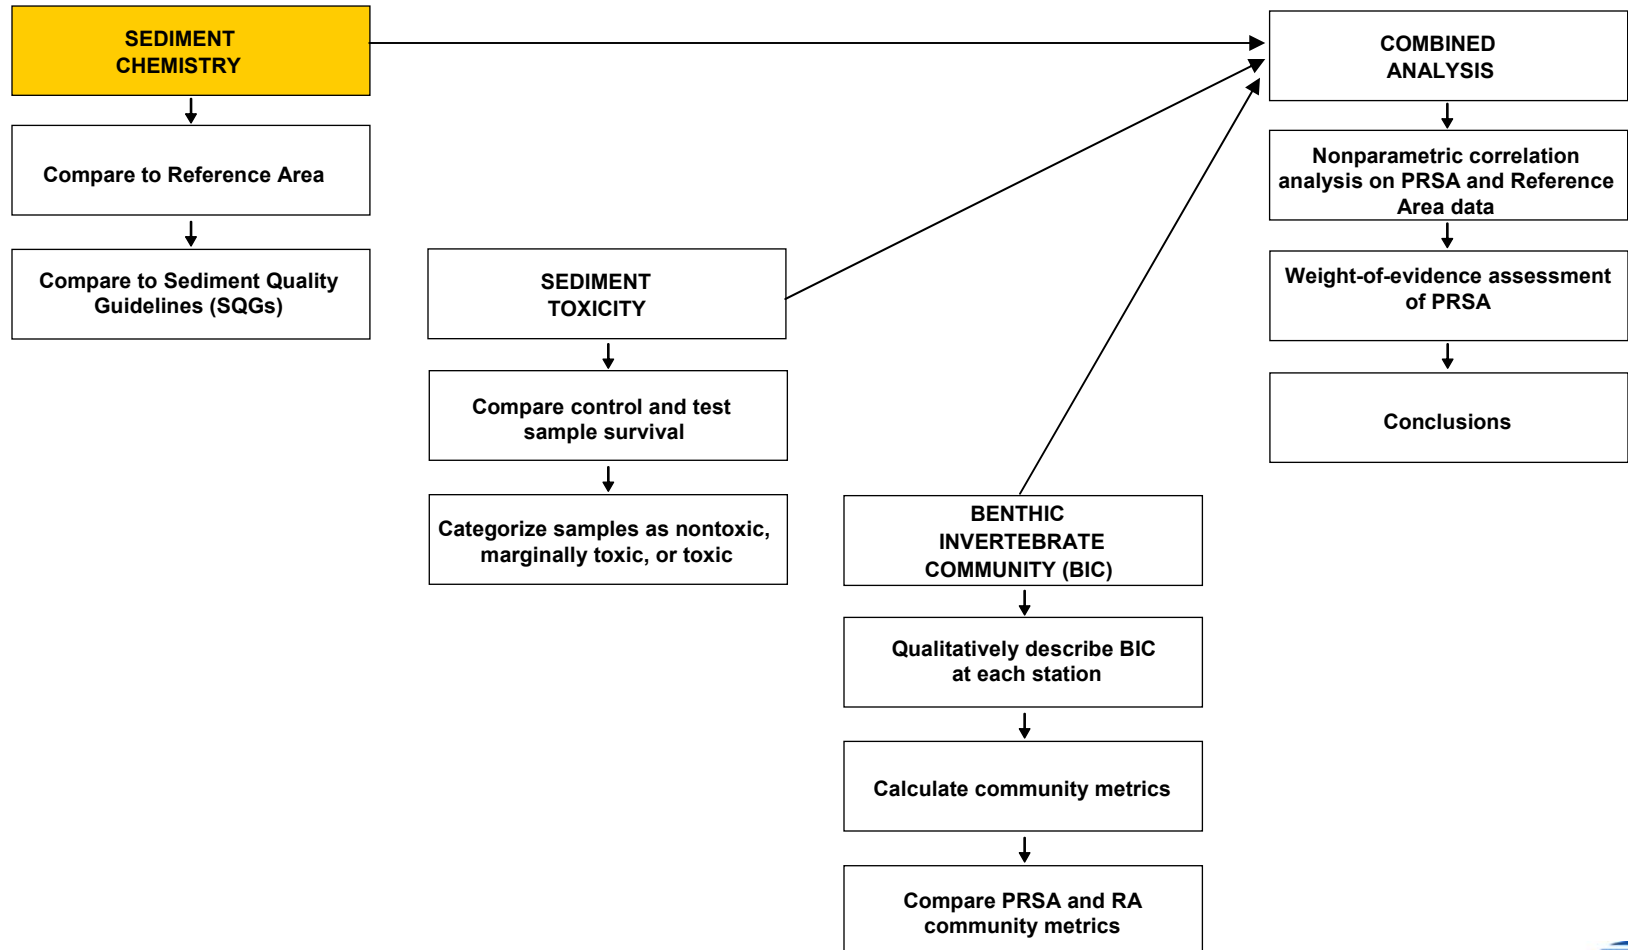 SEDIMENT
CHEMISTRY
Compare to Reference Area
Compare to Sediment Quality
Guidelines (SQGs)
SEDIMENT
TOXICITY
Compare control and test
sample survival
Categorize samples as nontoxic,
marginally toxic, or toxic
BENTHIC
INVERTEBRATE
COMMUNITY (BIC)
Qualitatively describe BIC
at each station
Calculate community metrics
Compare PRSA and RA
community metrics
COMBINED
ANALYSIS
Nonparametric correlation
analysis on PRSA and Reference
Area data
Weight-of-evidence assessment
of PRSA
Conclusions